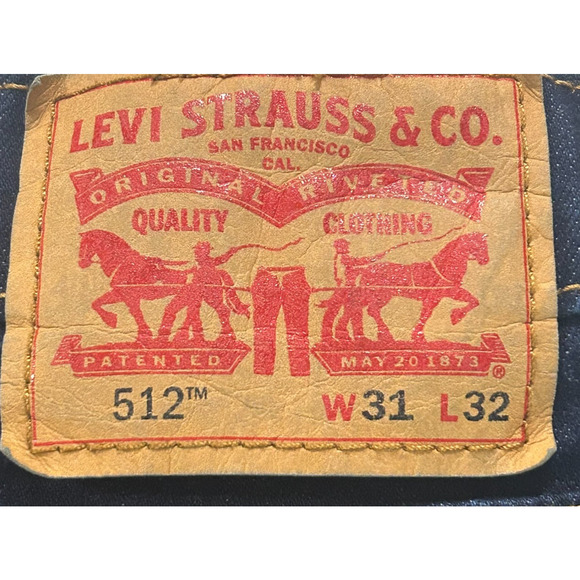 LEVI STRAUSS & CO.
SAN FRANCISCO
CAL.
ORIGINAL RIVETED
QUALITY CLOTHING
PATENTED MAY 20 1873 ®
512™ W31 L32